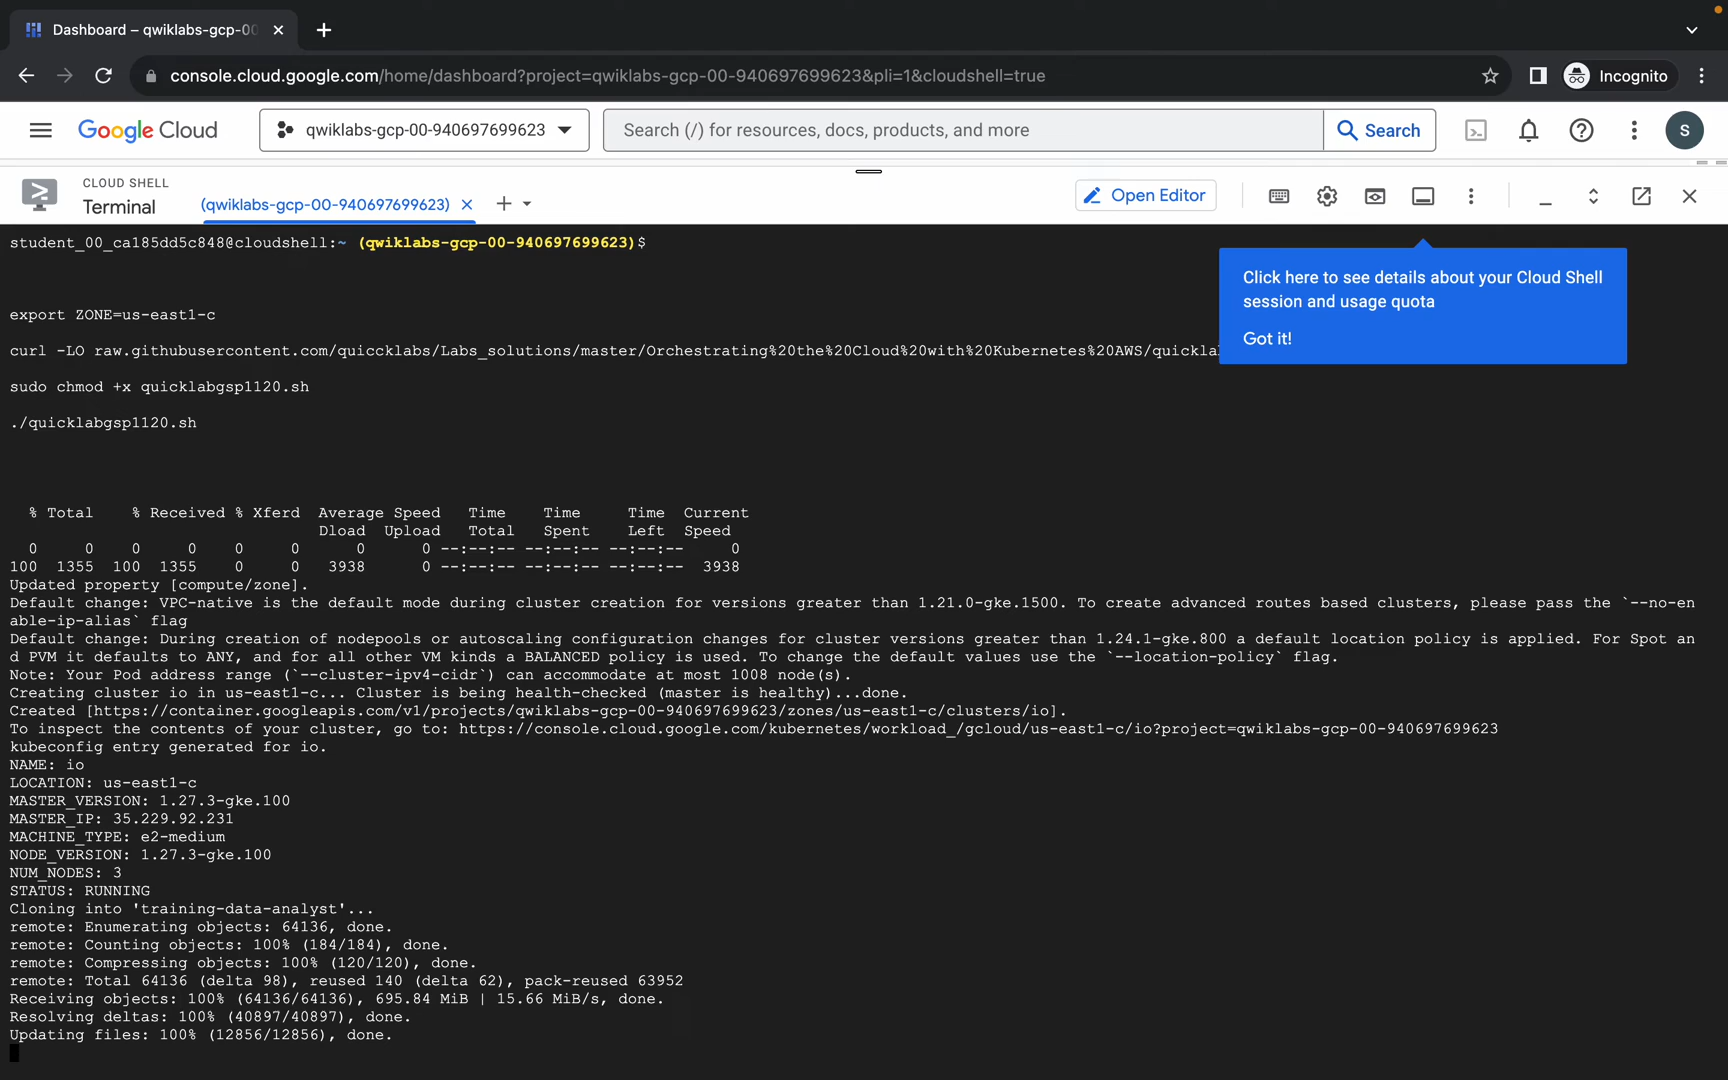 Dashboard – qwiklabs-gcp-00
console.cloud.google.com/home/dashboard?project=qwiklabs-gcp-00-940697699623&pli=1&cloudshell=true
Incognito
Google Cloud
qwiklabs-gcp-00-940697699623
Search (/) for resources, docs, products, and more
Search
S
CLOUD SHELL
Terminal
(qwiklabs-gcp-00-940697699623)
Open Editor
student_00_ca185dd5c848@cloudshell:~ (qwiklabs-gcp-00-940697699623)$
Click here to see details about your Cloud Shell
session and usage quota
Got it!
export ZONE=us-east1-c
curl -LO raw.githubusercontent.com/quiccklabs/Labs_solutions/master/Orchestrating%20the%20Cloud%20with%20Kubernetes%20AWS/quickla
sudo chmod +x quicklabgsp1120.sh
./quicklabgsp1120.sh
% Total % Received % Xferd Average Speed Time Time Time Current
Dload Upload Total Spent Left Speed
0 0 0 0 0 0 0 0 --:--:-- --:--:-- --:--:-- 0
100 1355 100 1355 0 0 3938 0 --:--:-- --:--:-- --:--:-- 3938
Updated property [compute/zone].
Default change: VPC-native is the default mode during cluster creation for versions greater than 1.21.0-gke.1500. To create advanced routes based clusters, please pass the `--no-en
able-ip-alias` flag
Default change: During creation of nodepools or autoscaling configuration changes for cluster versions greater than 1.24.1-gke.800 a default location policy is applied. For Spot an
d PVM it defaults to ANY, and for all other VM kinds a BALANCED policy is used. To change the default values use the `--location-policy` flag.
Note: Your Pod address range (`--cluster-ipv4-cidr`) can accommodate at most 1008 node(s).
Creating cluster io in us-east1-c... Cluster is being health-checked (master is healthy)...done.
Created [https://container.googleapis.com/v1/projects/qwiklabs-gcp-00-940697699623/zones/us-east1-c/clusters/io].
To inspect the contents of your cluster, go to: https://console.cloud.google.com/kubernetes/workload_/gcloud/us-east1-c/io?project=qwiklabs-gcp-00-940697699623
kubeconfig entry generated for io.
NAME: io
LOCATION: us-east1-c
MASTER_VERSION: 1.27.3-gke.100
MASTER_IP: 35.229.92.231
MACHINE_TYPE: e2-medium
NODE_VERSION: 1.27.3-gke.100
NUM_NODES: 3
STATUS: RUNNING
Cloning into 'training-data-analyst'...
remote: Enumerating objects: 64136, done.
remote: Counting objects: 100% (184/184), done.
remote: Compressing objects: 100% (120/120), done.
remote: Total 64136 (delta 98), reused 140 (delta 62), pack-reused 63952
Receiving objects: 100% (64136/64136), 695.84 MiB | 15.66 MiB/s, done.
Resolving deltas: 100% (40897/40897), done.
Updating files: 100% (12856/12856), done.